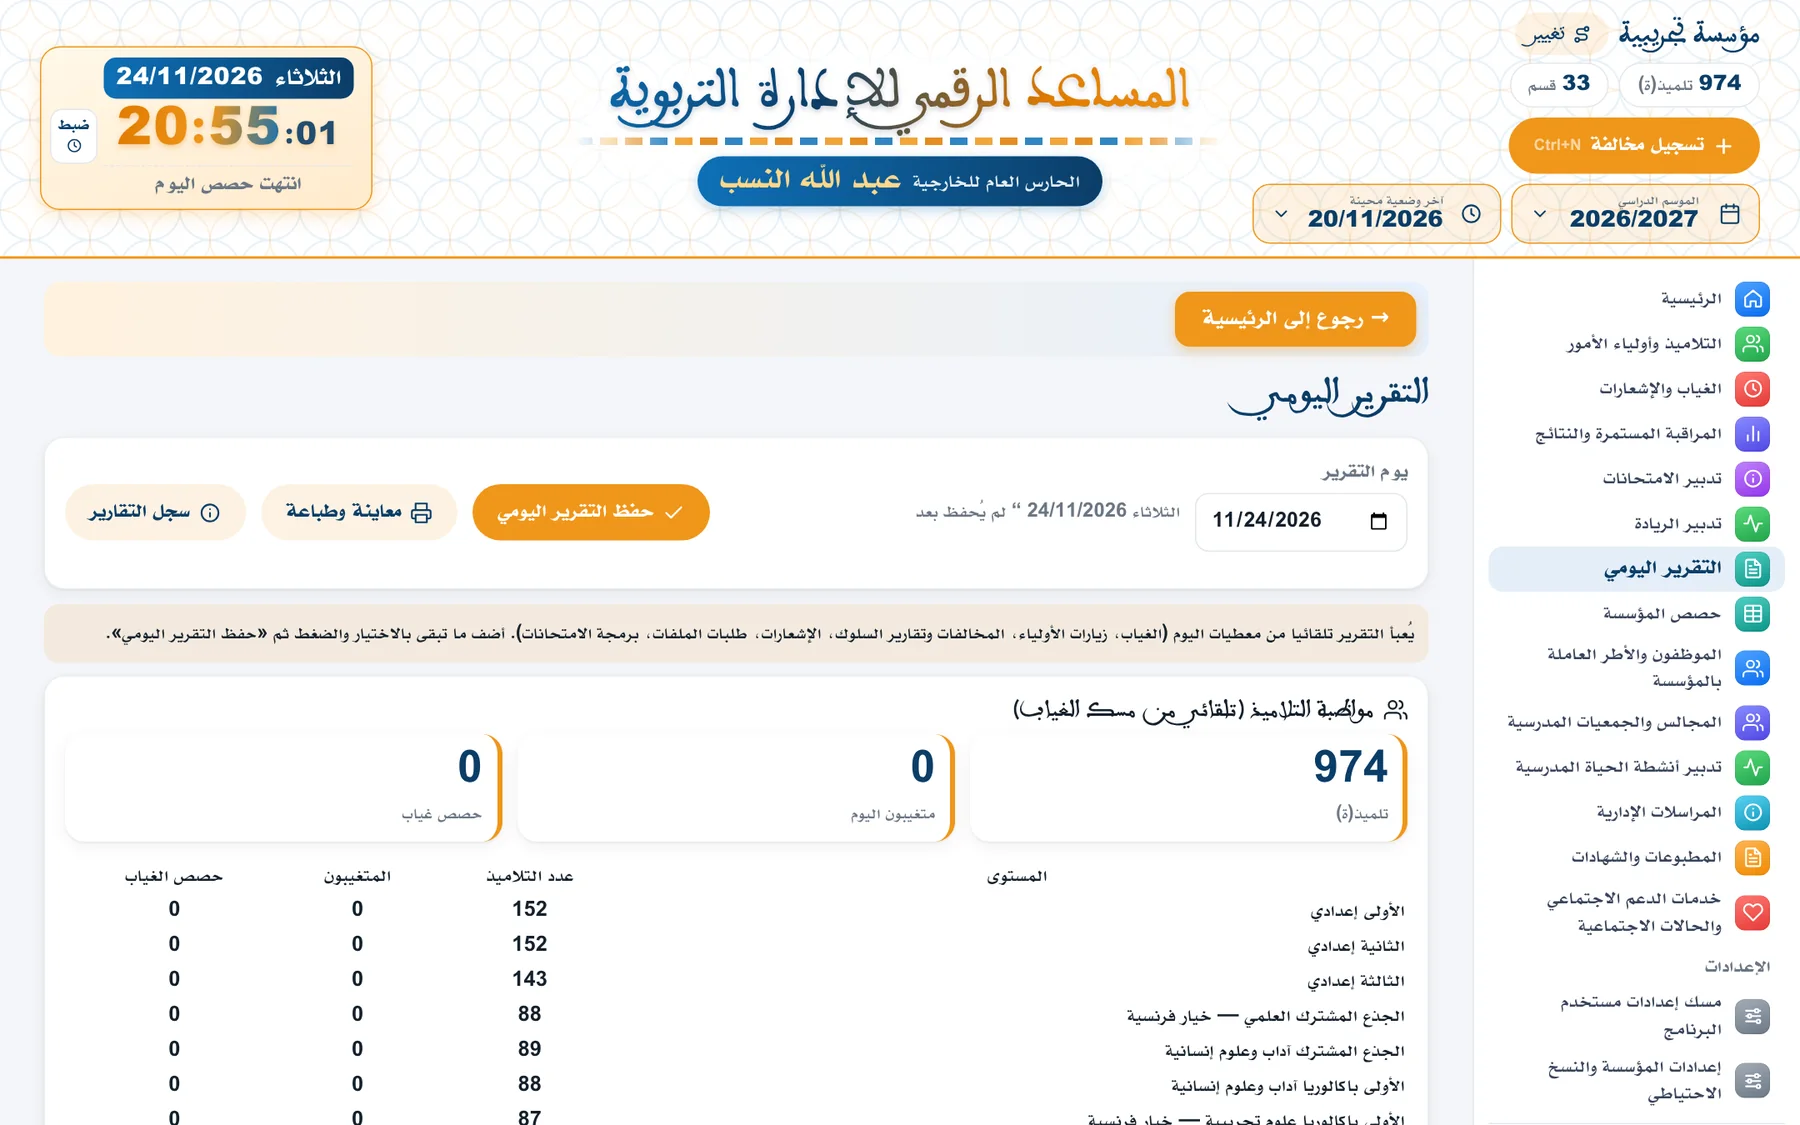 مؤسسة تجريبية
تغيير
974 تلميذ(ة)
33 قسم
+ تسجيل مخالفة Ctrl+N
الموسم الدراسي
2026/2027
آخر وضعية محينة
20/11/2026
المساعد الرقمي للإدارة التربوية
الحارس العام للخارجية عبد الله النسب
الثلاثاء 24/11/2026
20:55:01
ضبط
انتهت حصص اليوم
الرئيسية
التلاميذ وأولياء الأمور
الغياب والإشعارات
المراقبة المستمرة والنتائج
تدبير الامتحانات
تدبير الريادة
التقرير اليومي
حصص المؤسسة
الموظفون والأطر العاملة
بالمؤسسة
المجالس والجمعيات المدرسية
تدبير أنشطة الحياة المدرسية
المراسلات الإدارية
المطبوعات والشهادات
خدمات الدعم الاجتماعي
والحالات الاجتماعية
الإعدادات
مسك إعدادات مستخدم
البرنامج
إعدادات المؤسسة والنسخ
الاحتياطي
→ رجوع إلى الرئيسية
التقرير اليومي
يوم التقرير
11/24/2026
الثلاثاء 24/11/2026 “ لم يُحفظ بعد
حفظ التقرير اليومي
معاينة وطباعة
سجل التقارير
يُعبأ التقرير تلقائيا من معطيات اليوم (الغياب، زيارات الأولياء، المخالفات وتقارير السلوك، الإشعارات، طلبات الملفات، برمجة الامتحانات). أضف ما تبقى بالاختيار والضغط ثم «حفظ التقرير اليومي».
مواظبة التلاميذ (تلقائي من مسك الغياب)
974
تلميذ(ة)
0
متغيبون اليوم
0
حصص غياب
المستوى عدد التلاميذ المتغيبون حصص الغياب
الأولى إعدادي 152 0 0
الثانية إعدادي 152 0 0
الثالثة إعدادي 143 0 0
الجذع المشترك العلمي — خيار فرنسية 88 0 0
الجذع المشترك آداب وعلوم إنسانية 89 0 0
الأولى باكالوريا آداب وعلوم إنسانية 88 0 0
الأولى باكالوريا علوم تجريبية — خيار فرنسية 87 0 0